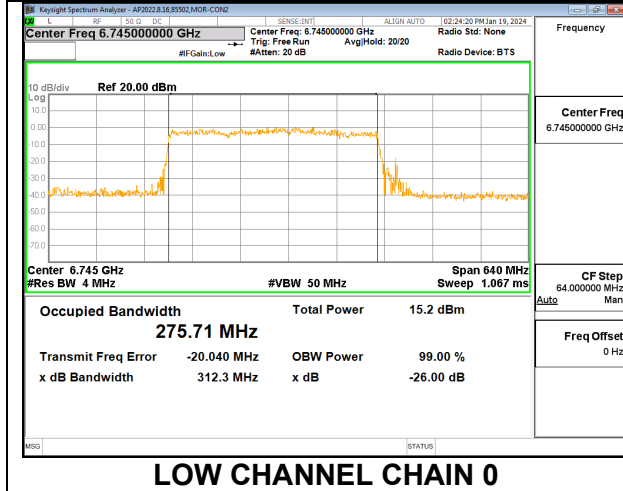 Keysight Spectrum Analyzer - AP2022.8.16,85502,MOR-CON2
L RF 50 Ω DC SENSE:INT ALIGN AUTO 02:24:20 PM Jan 19, 2024
Center Freq 6.745000000 GHz
#IFGain:Low
Center Freq: 6.745000000 GHz
Trig: Free Run Avg|Hold: 20/20
#Atten: 20 dB
Radio Std: None
Radio Device: BTS
Frequency
10 dB/div Ref 20.00 dBm
Log
10.0
0.00
-10.0
-20.0
-30.0
-40.0
-50.0
-60.0
-70.0
Center Freq
6.745000000 GHz
Center 6.745 GHz Span 640 MHz
#Res BW 4 MHz #VBW 50 MHz Sweep 1.067 ms
CF Step
64.000000 MHz
Auto Man
Occupied Bandwidth Total Power 15.2 dBm
275.71 MHz
Transmit Freq Error -20.040 MHz OBW Power 99.00 %
x dB Bandwidth 312.3 MHz x dB -26.00 dB
Freq Offset
0 Hz
MSG STATUS
LOW CHANNEL CHAIN 0